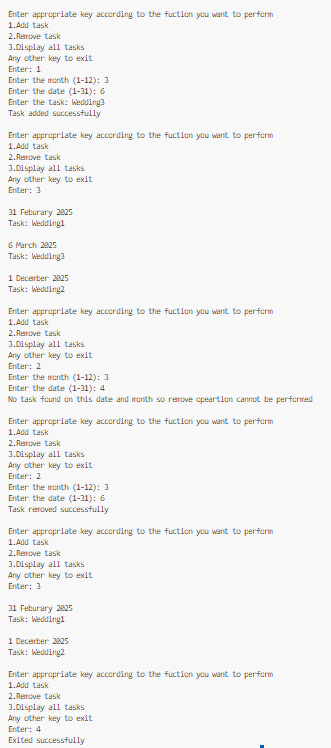 Enter appropriate key according to the fuction you want to perform
1.Add task
2.Remove task
3.Display all tasks
Any other key to exit
Enter: 1
Enter the month (1-12): 3
Enter the date (1-31): 6
Enter the task: Wedding3
Task added successfully
Enter appropriate key according to the fuction you want to perform
1.Add task
2.Remove task
3.Display all tasks
Any other key to exit
Enter: 3
31 Feburary 2025
Task: Wedding1
6 March 2025
Task: Wedding3
1 December 2025
Task: Wedding2
Enter appropriate key according to the fuction you want to perform
1.Add task
2.Remove task
3.Display all tasks
Any other key to exit
Enter: 2
Enter the month (1-12): 3
Enter the date (1-31): 4
No task found on this date and month so remove opeartion cannot be performed
Enter appropriate key according to the fuction you want to perform
1.Add task
2.Remove task
3.Display all tasks
Any other key to exit
Enter: 2
Enter the month (1-12): 3
Enter the date (1-31): 6
Task removed successfully
Enter appropriate key according to the fuction you want to perform
1.Add task
2.Remove task
3.Display all tasks
Any other key to exit
Enter: 3
31 Feburary 2025
Task: Wedding1
1 December 2025
Task: Wedding2
Enter appropriate key according to the fuction you want to perform
1.Add task
2.Remove task
3.Display all tasks
Any other key to exit
Enter: 4
Exited successfully